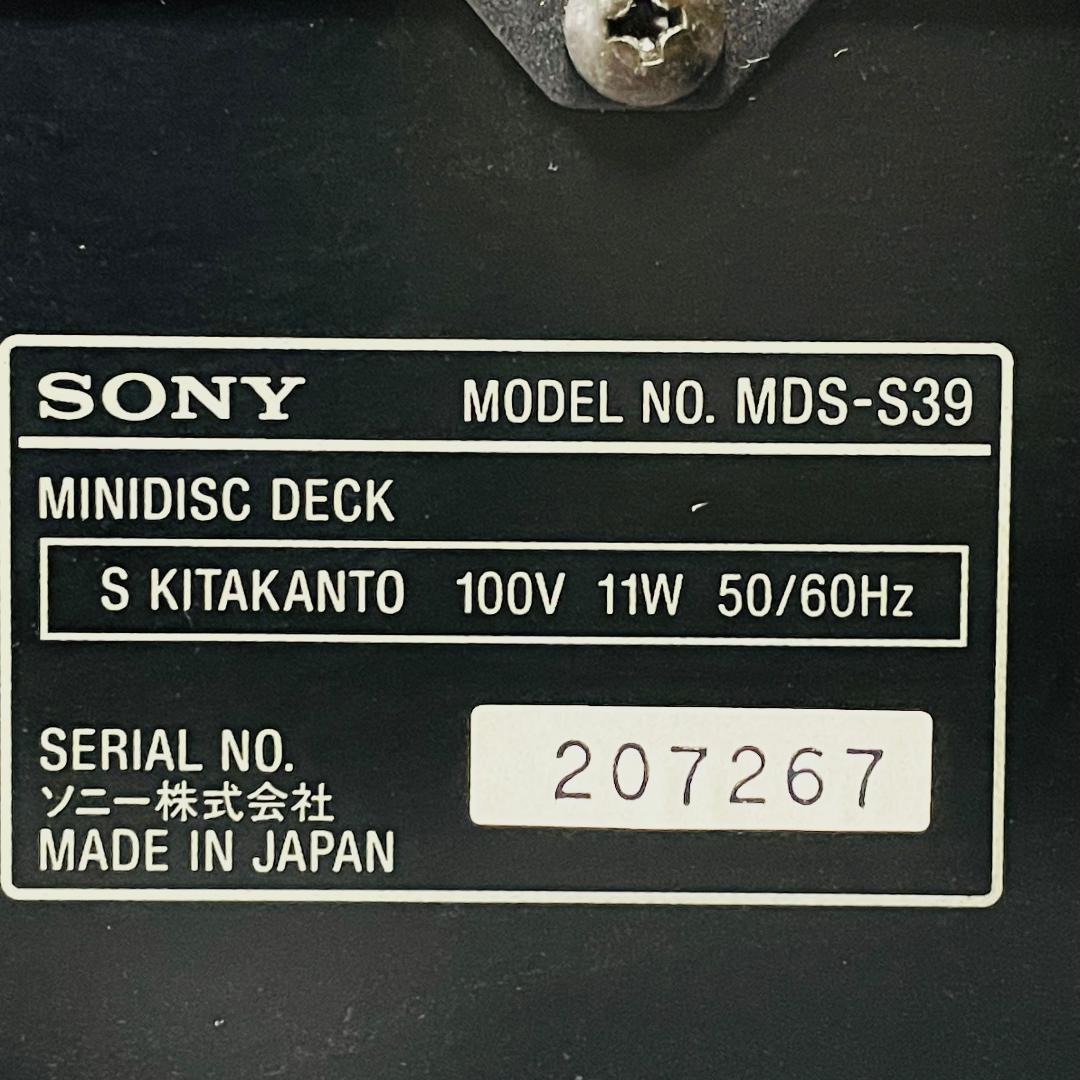 SONY MODEL NO. MDS-S39
MINIDISC DECK
S KITAKANTO 100V 11W 50/60Hz
SERIAL NO. 207267
ソニー株式会社
MADE IN JAPAN